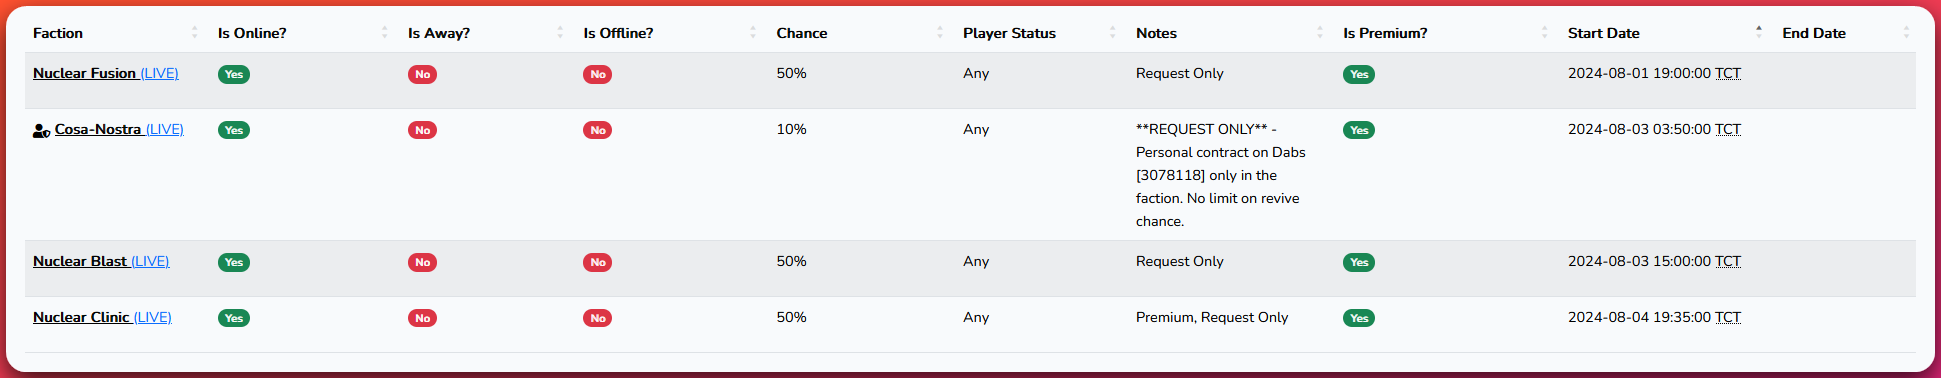 Faction Is Online? Is Away? Is Offline? Chance Player Status Notes Is Premium? Start Date End Date
Nuclear Fusion (LIVE) Yes No No 50% Any Request Only Yes 2024-08-01 19:00:00 TCT
Cosa-Nostra (LIVE) Yes No No 10% Any **REQUEST ONLY** - Yes 2024-08-03 03:50:00 TCT
Personal contract on Dabs
[3078118] only in the
faction. No limit on revive
chance.
Nuclear Blast (LIVE) Yes No No 50% Any Request Only Yes 2024-08-03 15:00:00 TCT
Nuclear Clinic (LIVE) Yes No No 50% Any Premium, Request Only Yes 2024-08-04 19:35:00 TCT